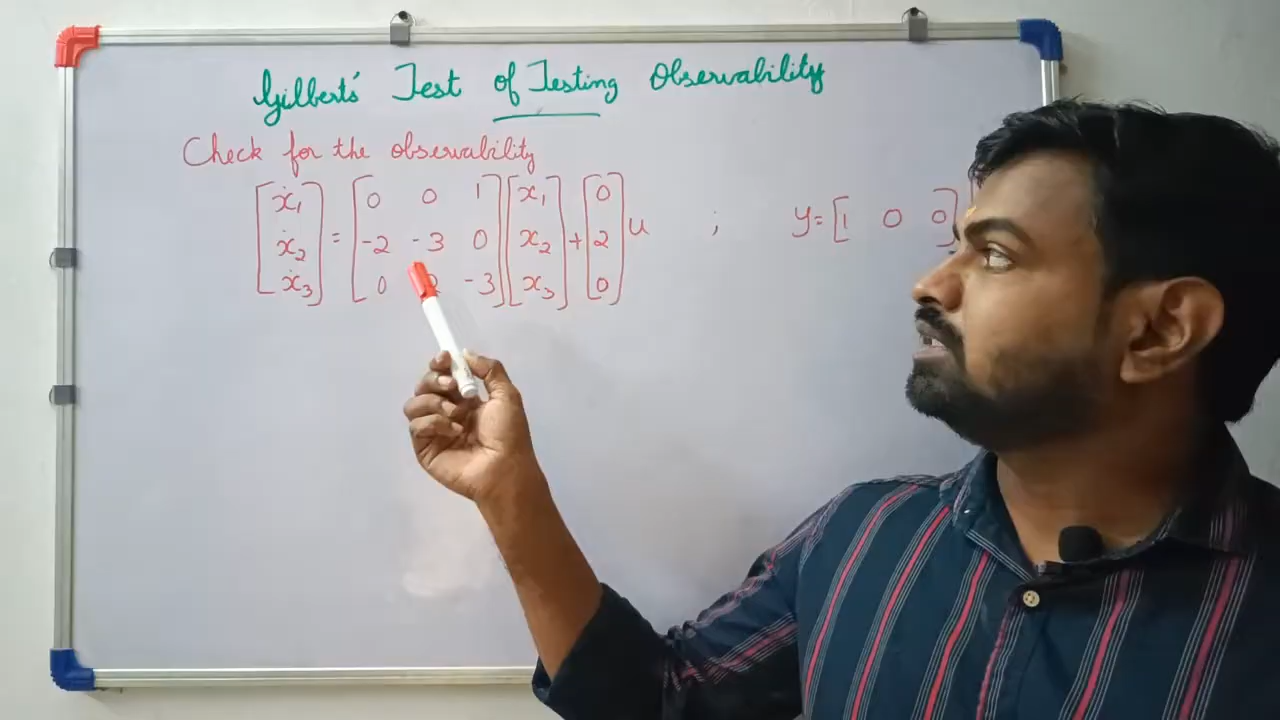 Gilbert's Test of Testing Observability
Check for the observability
[ẋ1 ẋ2 ẋ3] = [0 0 1; -2 -3 0; 0 2 -3] [x1 x2 x3] + [0 2 0] u ; y = [1 0 0]